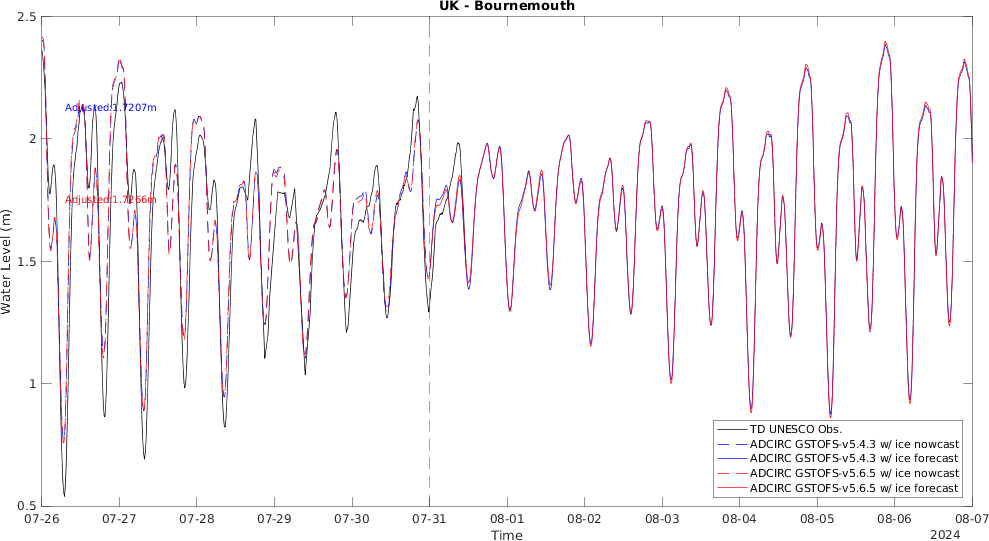 UK - Bournemouth
2.5
2
1.5
1
0.5
Water Level (m)
Adjusted:1.7207m
Adjusted:1.7266m
TD UNESCO Obs.
ADCIRC GSTOFS-v5.4.3 w/ ice nowcast
ADCIRC GSTOFS-v5.4.3 w/ ice forecast
ADCIRC GSTOFS-v5.6.5 w/ ice nowcast
ADCIRC GSTOFS-v5.6.5 w/ ice forecast
07-26 07-27 07-28 07-29 07-30 07-31 08-01 08-02 08-03 08-04 08-05 08-06 08-07
Time
2024